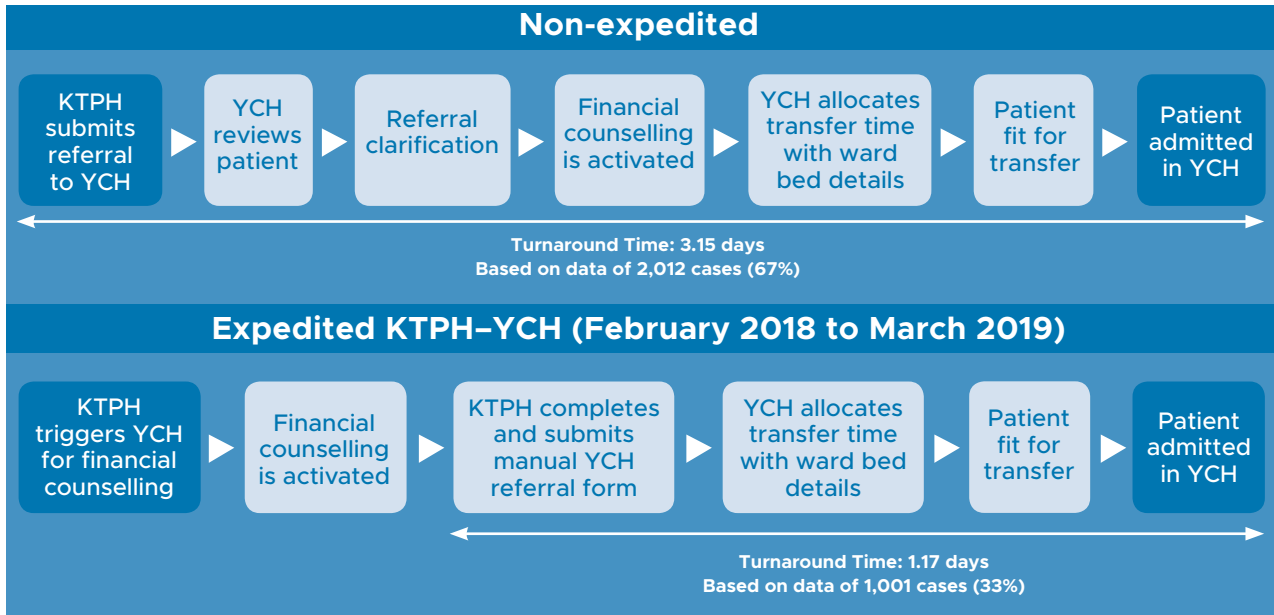 Non-expedited
KTPH
submits
referral
to YCH
YCH
reviews
patient
Referral
clarification
Financial
counselling
is activated
YCH allocates
transfer time
with ward
bed details
Patient
fit for
transfer
Patient
admitted
in YCH
Turnaround Time: 3.15 days
Based on data of 2,012 cases (67%)
Expedited KTPH–YCH (February 2018 to March 2019)
KTPH
triggers YCH
for financial
counselling
Financial
counselling
is activated
KTPH completes
and submits
manual YCH
referral form
YCH allocates
transfer time
with ward bed
details
Patient
fit for
transfer
Patient
admitted
in YCH
Turnaround Time: 1.17 days
Based on data of 1,001 cases (33%)